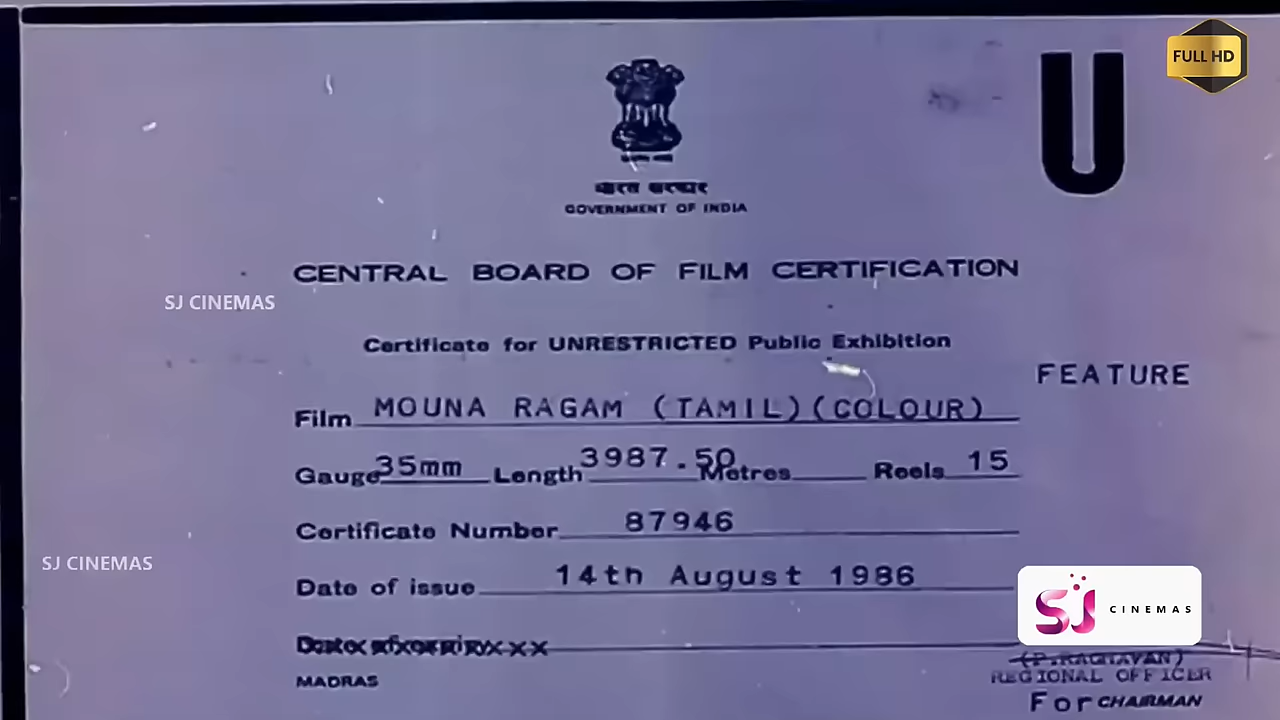 U
FULL HD
भारत सरकार
GOVERNMENT OF INDIA
CENTRAL BOARD OF FILM CERTIFICATION
SJ CINEMAS
Certificate for UNRESTRICTED Public Exhibition
FEATURE
Film MOUNA RAGAM (TAMIL)(COLOUR)
Gauge 35mm Length 3987.50 Metres Reels 15
Certificate Number 87946
SJ CINEMAS
Date of issue 14th August 1986
SJ CINEMAS
(P.RAGHAVAN)
MADRAS
REGIONAL OFFICER
For CHAIRMAN